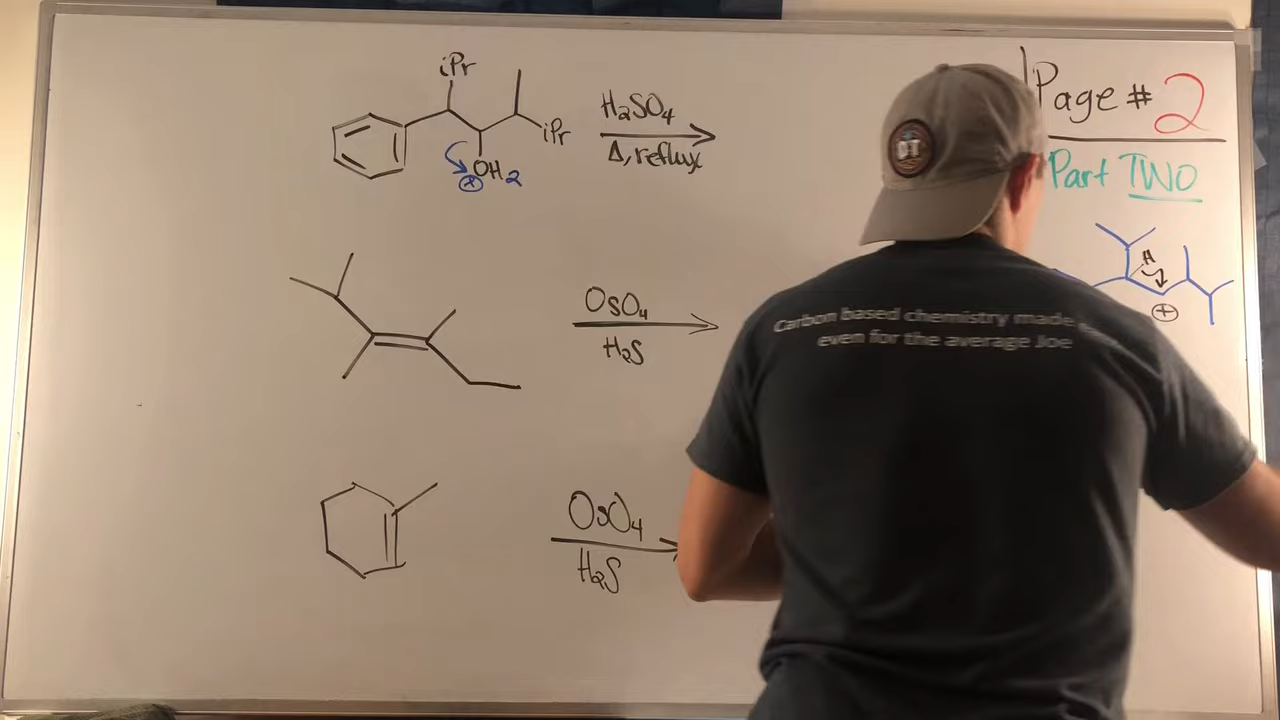 iPr
iPr
OH2
⊕
H2SO4
Δ, reflux
Page # 2
Part TWO
H
⊕
OsO4
H2S
OsO4
H2S
Carbon based chemistry made
even for the average Joe